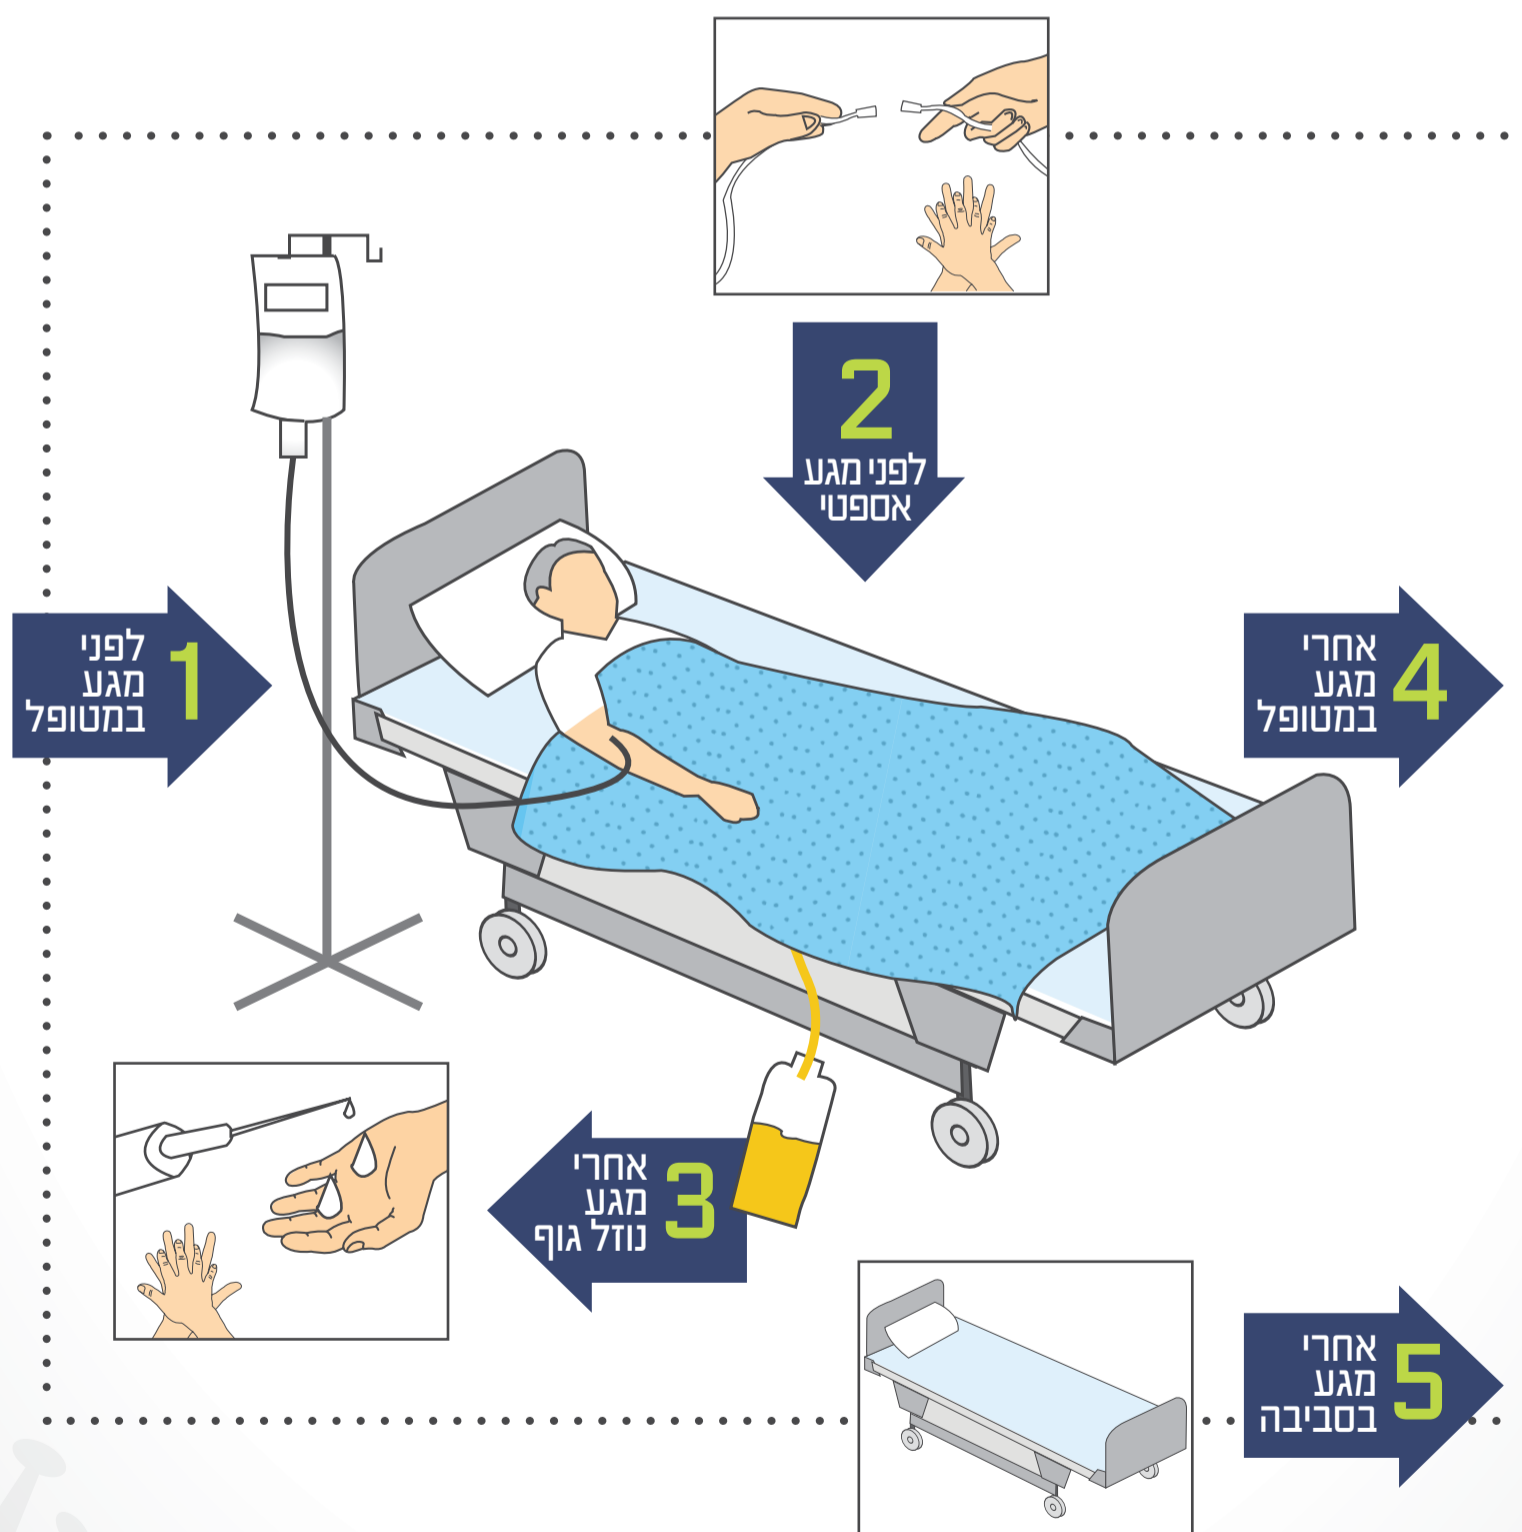 1
לפני
מגע
במטופל
2
לפני מגע
אספטי
3
אחרי
מגע
נוזל גוף
4
אחרי
מגע
במטופל
5
אחרי
מגע
בסביבה